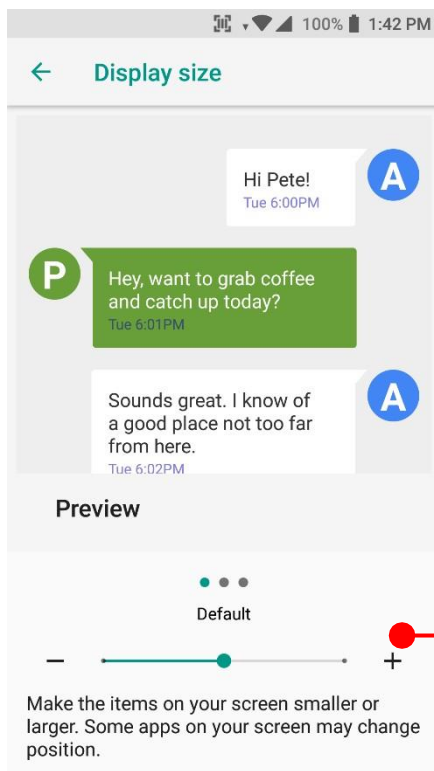 100% 1:42 PM
Display size
Hi Pete!
A
Tue 6:00PM
P
Hey, want to grab coffee
and catch up today?
Tue 6:01PM
A
Sounds great. I know of
a good place not too far
from here.
Tue 6:02PM
Preview
Default
Make the items on your screen smaller or
larger. Some apps on your screen may change
position.